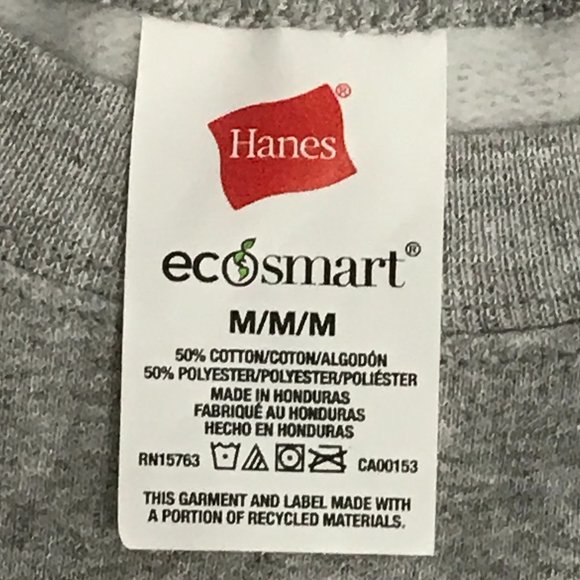 Hanes®
ecosmart®
M/M/M
50% COTTON/COTON/ALGODÓN
50% POLYESTER/POLYESTER/POLIÉSTER
MADE IN HONDURAS
FABRIQUÉ AU HONDURAS
HECHO EN HONDURAS
RN15763 CA00153
THIS GARMENT AND LABEL MADE WITH
A PORTION OF RECYCLED MATERIALS.